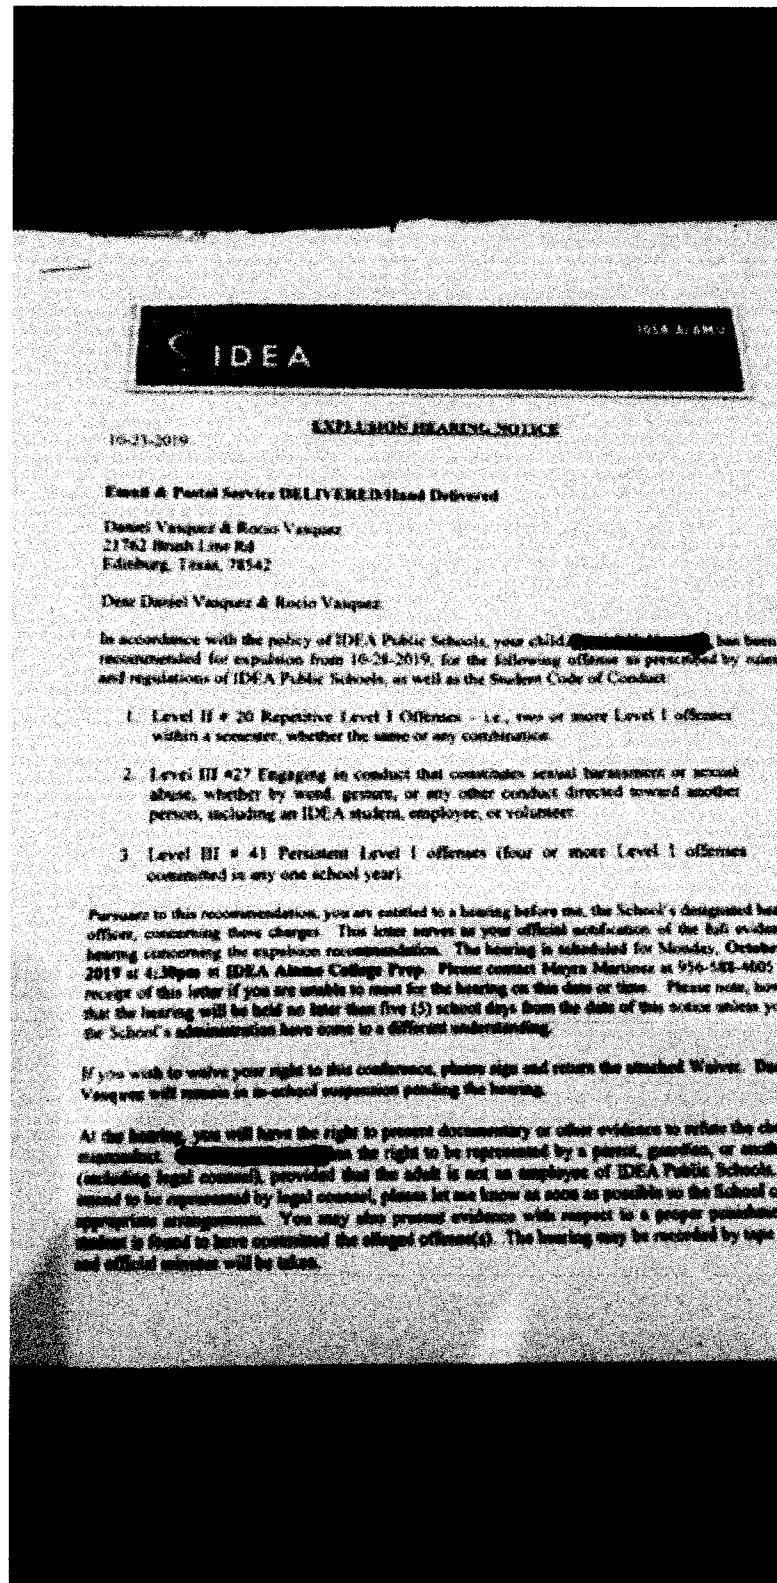 IDEA
IDEA ALAMO
EXPLUSION HEARING NOTICE
10-23-2019
Email & Postal Service DELIVERED/Hand Delivered
Daniel Vasquez & Rocio Vasquez
21762 Brush Line Rd
Edinburg, Texas, 78542
Dear Daniel Vasquez & Rocio Vasquez
In accordance with the policy of IDEA Public Schools, your child, has been
recommended for expulsion from 10-28-2019, for the following offense as prescribed by rules
and regulations of IDEA Public Schools, as well as the Student Code of Conduct
1. Level II # 20 Repetitive Level I Offenses - i.e., two or more Level I offenses
within a semester, whether the same or any combination.
2. Level III #27 Engaging in conduct that constitutes sexual harassment or sexual
abuse, whether by word, gesture, or any other conduct directed toward another
person, including an IDEA student, employee, or volunteer.
3 Level III # 41 Persistent Level I offenses (four or more Level I offenses
committed in any one school year)
Pursuant to this recommendation, you are entitled to a hearing before me, the School's designated
officer, concerning these charges. This letter serves as your official notification of the full
hearing concerning the expulsion recommendation. The hearing is scheduled for Monday,
2019 at 4:30pm at IDEA Alamo College Prep. Please contact Mayra Martinez at 956-588-4005
receipt of this letter if you are unable to meet for the hearing on this date or time. Please note,
that the hearing will be held no later than five (5) school days from the date of this notice unless
the School's administration have come to a different understanding.
If you wish to waive your right to this conference, please sign and return the attached Waiver.
Vasquez will remain in in-school suspension pending the hearing.
At the hearing, you will have the right to present documentary or other evidence to refute the
misconduct. the right to be represented by a parent, guardian, or
(including legal counsel), provided that the adult is not an employee of IDEA Public Schools.
intend to be represented by legal counsel, please let me know as soon as possible so the School
appropriate arrangements. You may also present evidence with respect to a proper
student is found to have committed the alleged offense(s). The hearing may be recorded by tape
and official minutes will be taken.